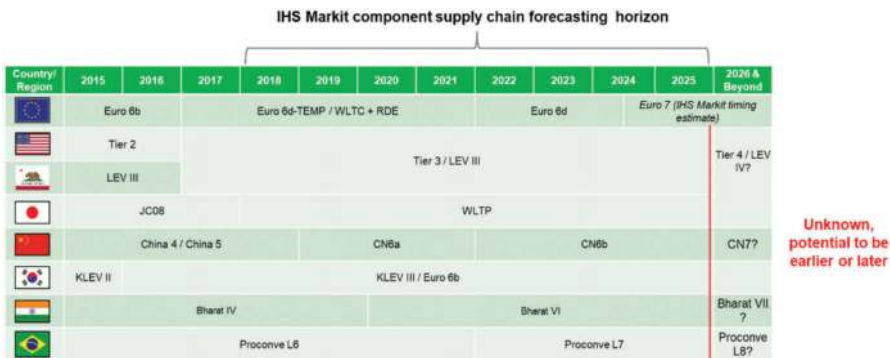 IHS Markit component supply chain forecasting horizon
Country/ Region 2015 2016 2017 2018 2019 2020 2021 2022 2023 2024 2025 2026 & Beyond
Euro 6b Euro 6d-TEMP / WLTC + RDE Euro 6d Euro 7 (IHS Markit timing estimate)
Tier 2
Tier 3 / LEV III
Tier 4 / LEV IV?
LEV III
JC08 WLTP
China 4 / China 5 CN6a CN6b CN7?
KLEV II KLEV III / Euro 6b
Bharat IV Bharat VI Bharat VII ?
Proconve L6 Proconve L7 Proconve L8?
Unknown,
potential to be
earlier or later